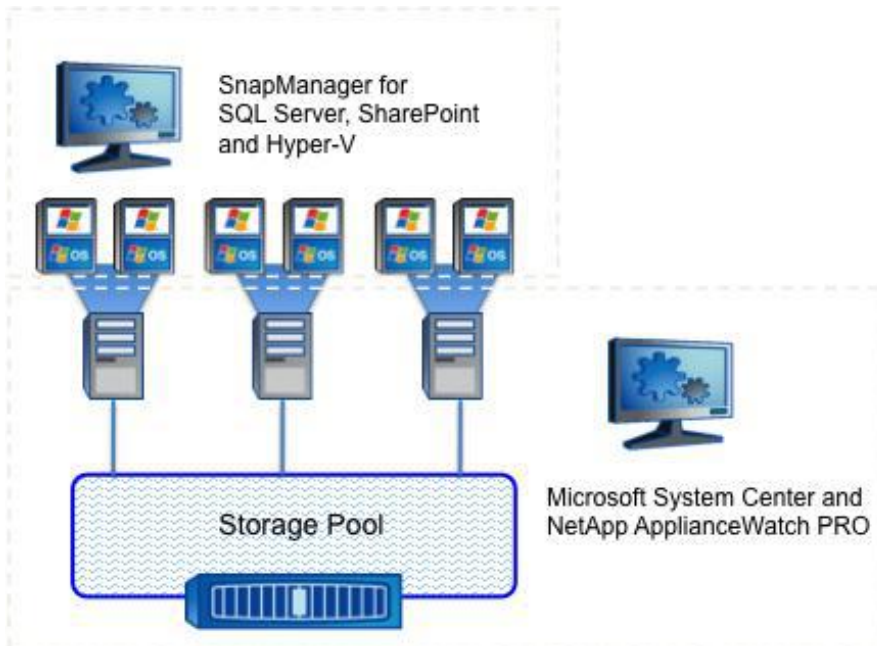 SnapManager for
SQL Server, SharePoint
and Hyper-V
OS
OS
OS
OS
OS
OS
Microsoft System Center and
NetApp ApplianceWatch PRO
Storage Pool